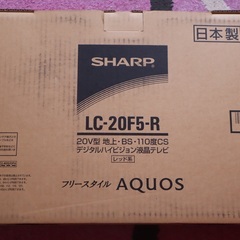 日本製
SHARP
LC-20F5-R
20V型 地上・BS・110度CS
デジタルハイビジョン液晶テレビ
レッド系
フリースタイル AQUOS